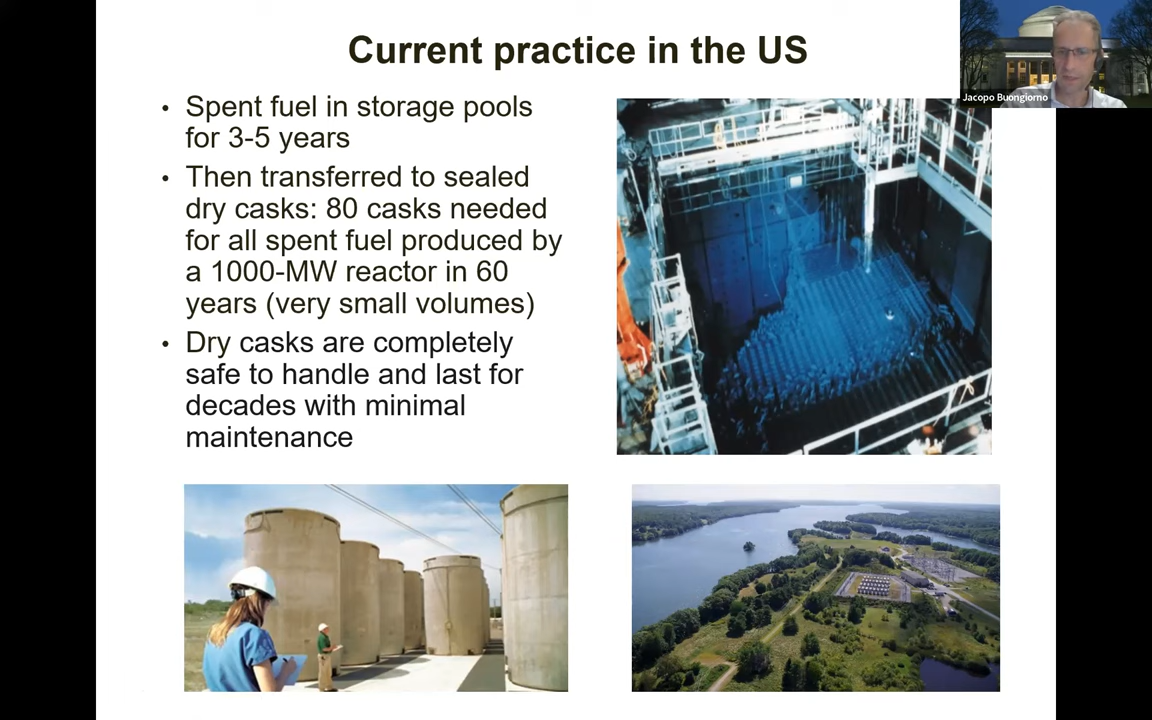 Current practice in the US
Jacopo Buongiorno
• Spent fuel in storage pools
for 3-5 years
• Then transferred to sealed
dry casks: 80 casks needed
for all spent fuel produced by
a 1000-MW reactor in 60
years (very small volumes)
• Dry casks are completely
safe to handle and last for
decades with minimal
maintenance